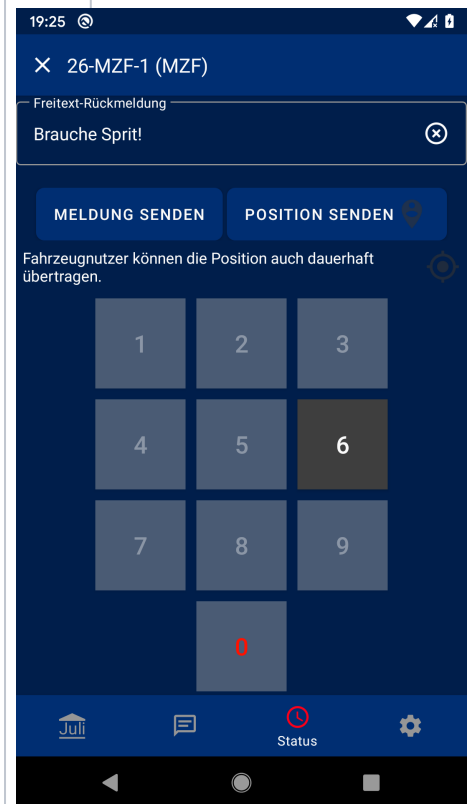 19:25
26-MZF-1 (MZF)
Freitext-Rückmeldung
Brauche Sprit!
MELDUNG SENDEN POSITION SENDEN
Fahrzeugnutzer können die Position auch dauerhaft
übertragen.
1 2 3
4 5 6
7 8 9
0
Juli
Status